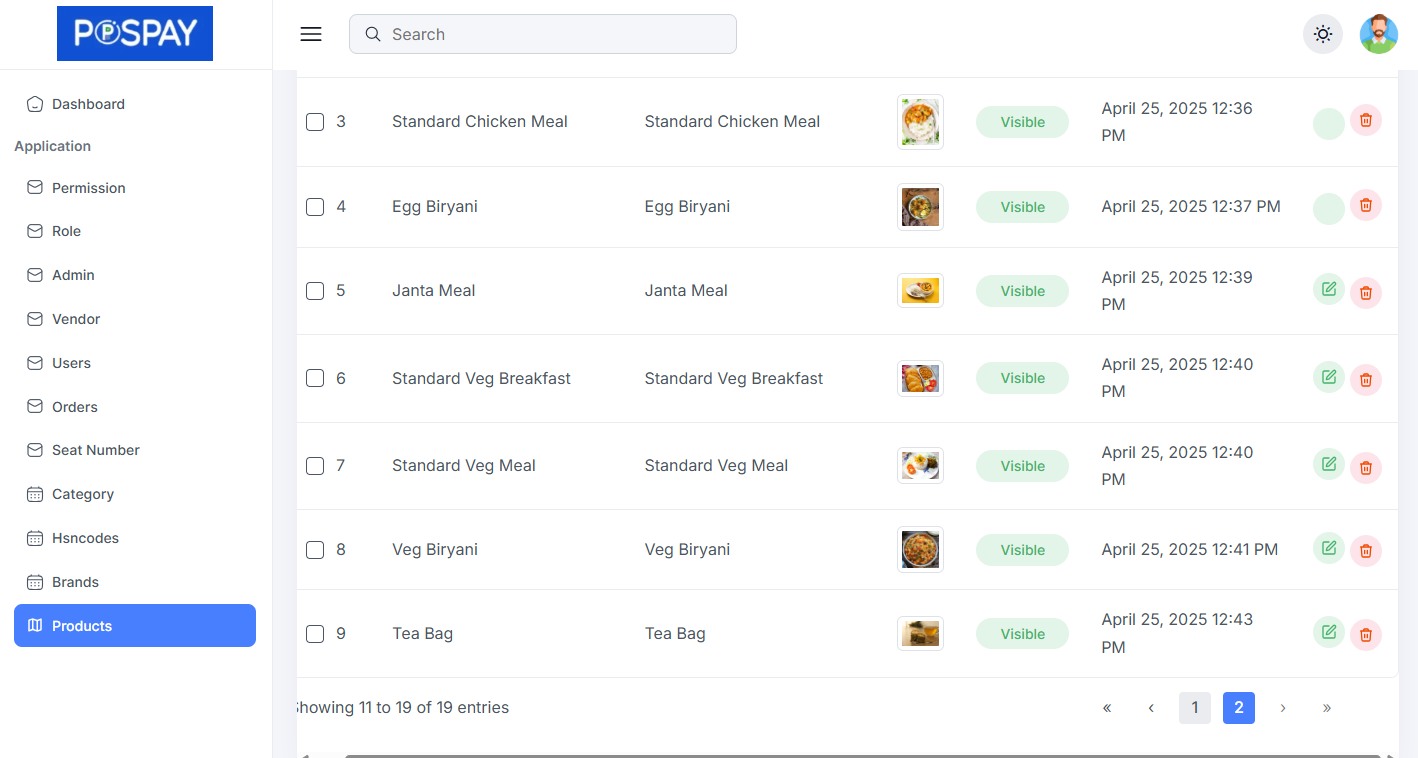 POSPAY
Search
Dashboard
Application
Permission
Role
Admin
Vendor
Users
Orders
Seat Number
Category
Hsncodes
Brands
Products
3 Standard Chicken Meal Standard Chicken Meal Visible April 25, 2025 12:36
PM
4 Egg Biryani Egg Biryani Visible April 25, 2025 12:37 PM
5 Janta Meal Janta Meal Visible April 25, 2025 12:39
PM
6 Standard Veg Breakfast Standard Veg Breakfast Visible April 25, 2025 12:40
PM
7 Standard Veg Meal Standard Veg Meal Visible April 25, 2025 12:40
PM
8 Veg Biryani Veg Biryani Visible April 25, 2025 12:41 PM
9 Tea Bag Tea Bag Visible April 25, 2025 12:43
PM
Showing 11 to 19 of 19 entries
« ‹ 1 2 › »